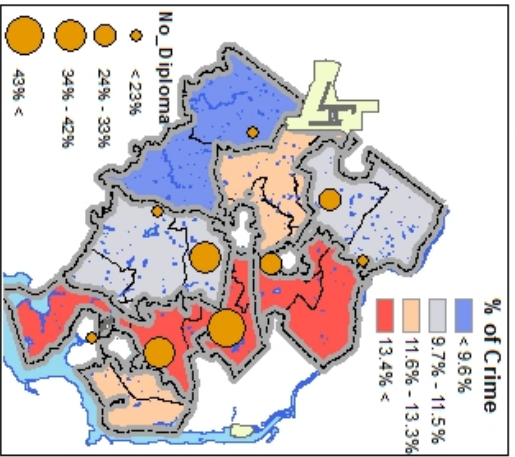 % of Crime
< 9.6%
9.7% - 11.5%
11.6% - 13.3%
13.4% <
No_Diploma
< 23%
24% - 33%
34% - 42%
43% <